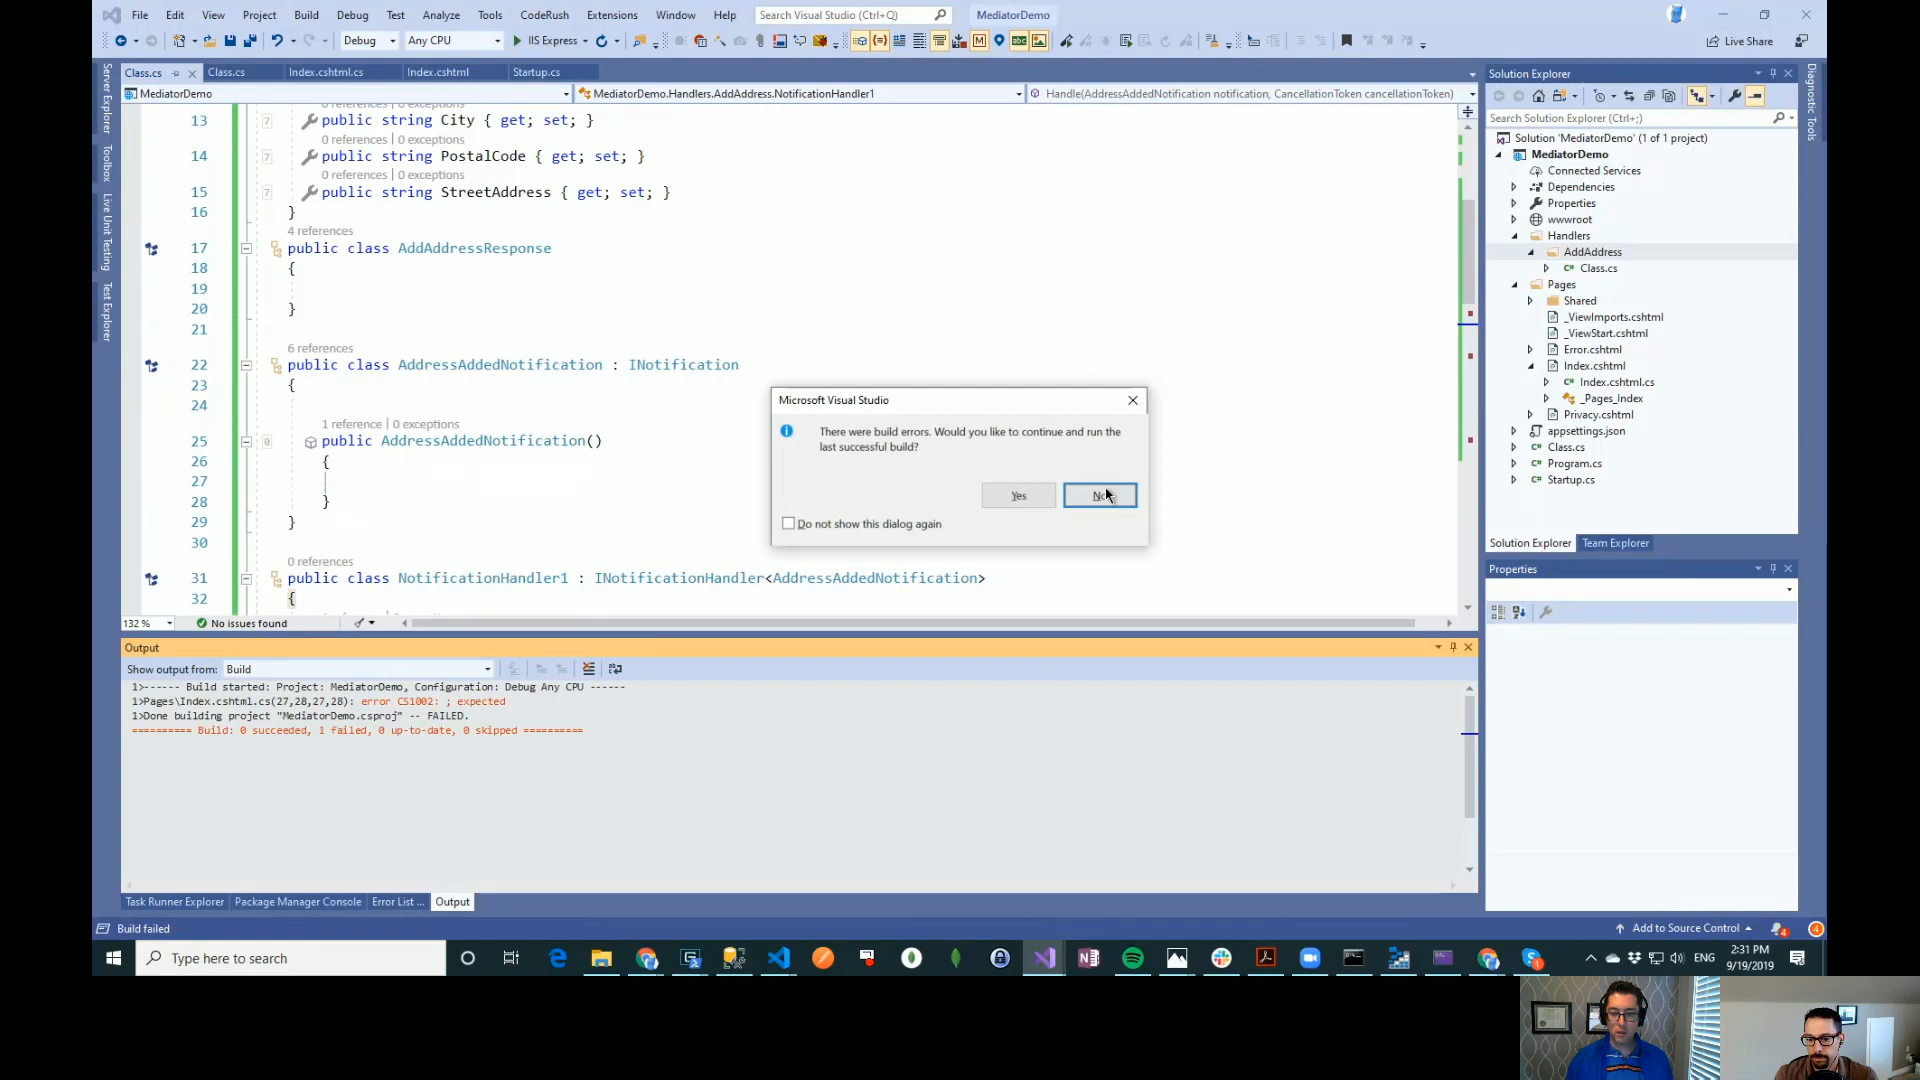 File Edit View Project Build Debug Test Analyze Tools CodeRush Extensions Window Help Search Visual Studio (Ctrl+Q) MediatorDemo
Debug Any CPU IIS Express Live Share
Class.cs Class.cs Index.cshtml.cs Index.cshtml Startup.cs
MediatorDemo MediatorDemo.Handlers.AddAddress.NotificationHandler1 Handle(AddressAddedNotification notification, CancellationToken cancellationToken)
Server Explorer
Toolbox
Live Unit Testing
Test Explorer
0 references | 0 exceptions
13 public string City { get; set; }
0 references | 0 exceptions
14 public string PostalCode { get; set; }
0 references | 0 exceptions
15 public string StreetAddress { get; set; }
16 }
4 references
17 public class AddAddressResponse
18 {
19
20 }
21
6 references
22 public class AddressAddedNotification : INotification
23 {
24
1 reference | 0 exceptions
25 public AddressAddedNotification()
26 {
27
28 }
29 }
30
0 references
31 public class NotificationHandler1 : INotificationHandler<AddressAddedNotification>
32 {
132 % No issues found
Microsoft Visual Studio
There were build errors. Would you like to continue and run the
last successful build?
Yes No
Do not show this dialog again
Output
Show output from: Build
1>------ Build started: Project: MediatorDemo, Configuration: Debug Any CPU ------
1>Pages\Index.cshtml.cs(27,28,27,28): error CS1002: ; expected
1>Done building project "MediatorDemo.csproj" -- FAILED.
========== Build: 0 succeeded, 1 failed, 0 up-to-date, 0 skipped ==========
Task Runner Explorer Package Manager Console Error List ... Output
Solution Explorer
Search Solution Explorer (Ctrl+;)
Solution 'MediatorDemo' (1 of 1 project)
MediatorDemo
Connected Services
Dependencies
Properties
wwwroot
Handlers
AddAddress
Class.cs
Pages
Shared
_ViewImports.cshtml
_ViewStart.cshtml
Error.cshtml
Index.cshtml
Index.cshtml.cs
_Pages_Index
Privacy.cshtml
appsettings.json
Class.cs
Program.cs
Startup.cs
Solution Explorer Team Explorer
Properties
Diagnostic Tools
Build failed Add to Source Control 4 4
Type here to search ENG 2:31 PM
9/19/2019